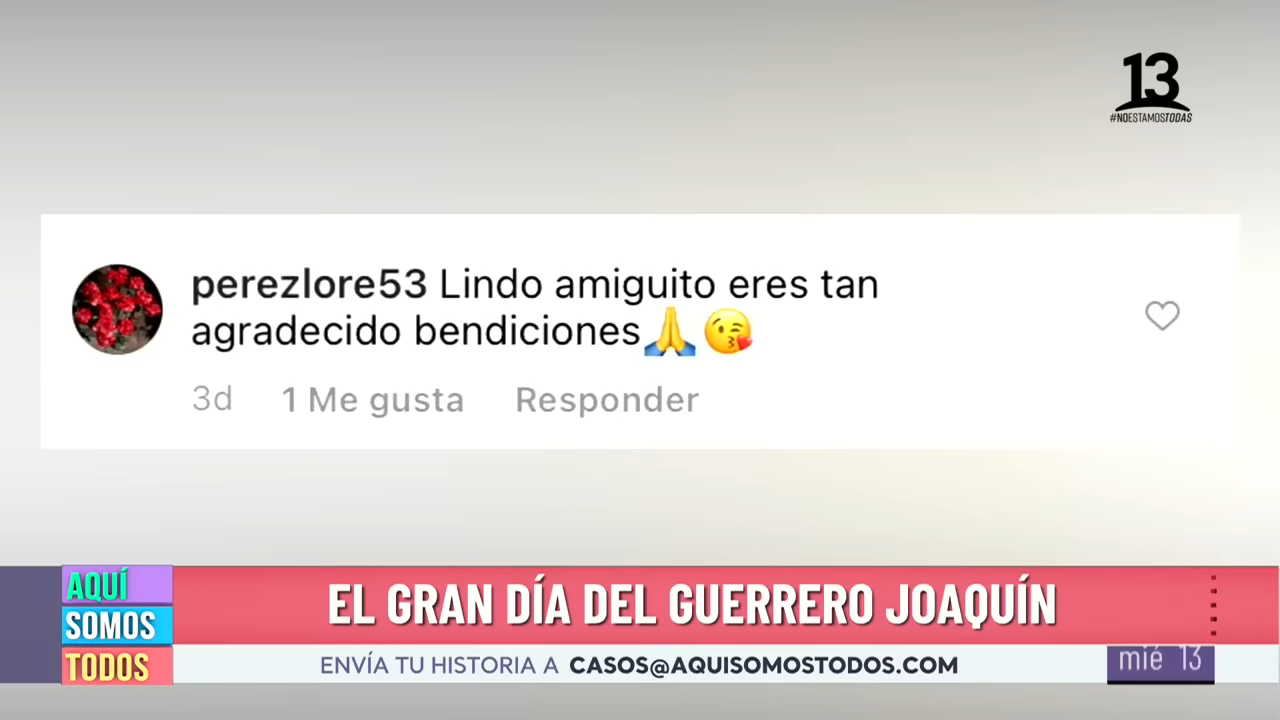 13
#NOESTAMOSTODAS
perezlore53 Lindo amiguito eres tan
agradecido bendiciones🙏😘
3d 1 Me gusta Responder
AQUÍ
SOMOS
TODOS
EL GRAN DÍA DEL GUERRERO JOAQUÍN
ENVÍA TU HISTORIA A CASOS@AQUISOMOSTODOS.COM
mié 13